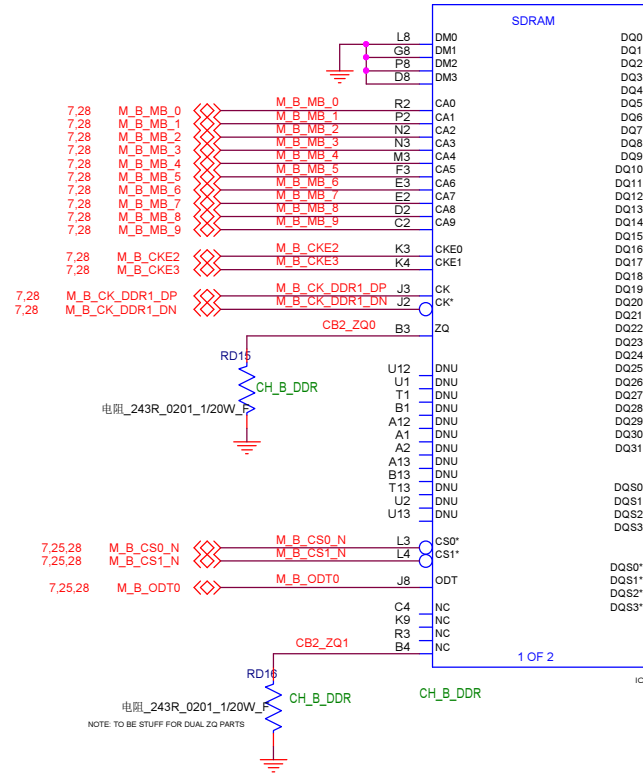 SDRAM
L8 DM0 DQ0
G8 DM1 DQ1
P8 DM2 DQ2
D8 DM3 DQ3
DQ4
7,28 M_B_MB_0 M_B_MB_0 R2 CA0 DQ5
7,28 M_B_MB_1 M_B_MB_1 P2 CA1 DQ6
7,28 M_B_MB_2 M_B_MB_2 N2 CA2 DQ7
7,28 M_B_MB_3 M_B_MB_3 N3 CA3 DQ8
7,28 M_B_MB_4 M_B_MB_4 M3 CA4 DQ9
7,28 M_B_MB_5 M_B_MB_5 F3 CA5 DQ10
7,28 M_B_MB_6 M_B_MB_6 E3 CA6 DQ11
7,28 M_B_MB_7 M_B_MB_7 E2 CA7 DQ12
7,28 M_B_MB_8 M_B_MB_8 D2 CA8 DQ13
7,28 M_B_MB_9 M_B_MB_9 C2 CA9 DQ14
DQ15
7,28 M_B_CKE2 M_B_CKE2 K3 CKE0 DQ16
7,28 M_B_CKE3 M_B_CKE3 K4 CKE1 DQ17
DQ18
7,28 M_B_CK_DDR1_DP M_B_CK_DDR1_DP J3 CK DQ19
7,28 M_B_CK_DDR1_DN M_B_CK_DDR1_DN J2 CK* DQ20
DQ21
CB2_ZQ0 B3 ZQ DQ22
DQ23
RD15 DQ24
U12 DNU DQ25
CH_B_DDR U1 DNU DQ26
T1 DNU DQ27
电阻_243R_0201_1/20W_F B1 DNU DQ28
A12 DNU DQ29
A1 DNU DQ30
A2 DNU DQ31
A13 DNU
B13 DNU
T13 DNU DQS0
U2 DNU DQS1
U13 DNU DQS2
DQS3
7,25,28 M_B_CS0_N M_B_CS0_N L3 CS0*
7,25,28 M_B_CS1_N M_B_CS1_N L4 CS1*
DQS0*
7,25,28 M_B_ODT0 M_B_ODT0 J8 ODT DQS1*
DQS2*
C4 NC DQS3*
K9 NC
R3 NC
CB2_ZQ1 B4 NC
1 OF 2
RD16
IC
CH_B_DDR CH_B_DDR
电阻_243R_0201_1/20W_F
NOTE: TO BE STUFF FOR DUAL ZQ PARTS